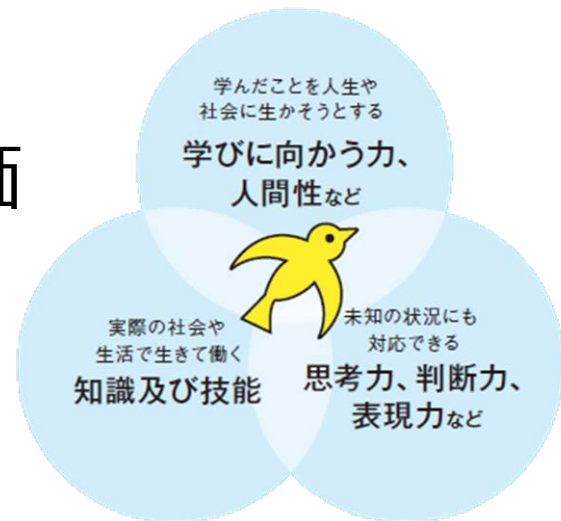 学んだことを人生や
社会に生かそうとする
学びに向かう力、
人間性など
実際の社会や
生活で生きて働く
知識及び技能
未知の状況にも
対応できる
思考力、判断力、
表現力など